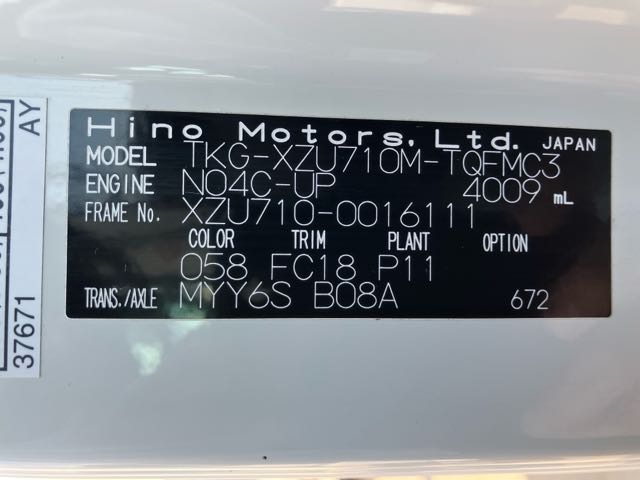 Hino Motors, Ltd. JAPAN
MODEL TKG-XZU710M-TQFMC3
ENGINE N04C-UP 4009 mL
FRAME No. XZU710-0016111
COLOR TRIM PLANT OPTION
058 FC18 P11
TRANS./AXLE MYY6S B08A 672
AY
37671